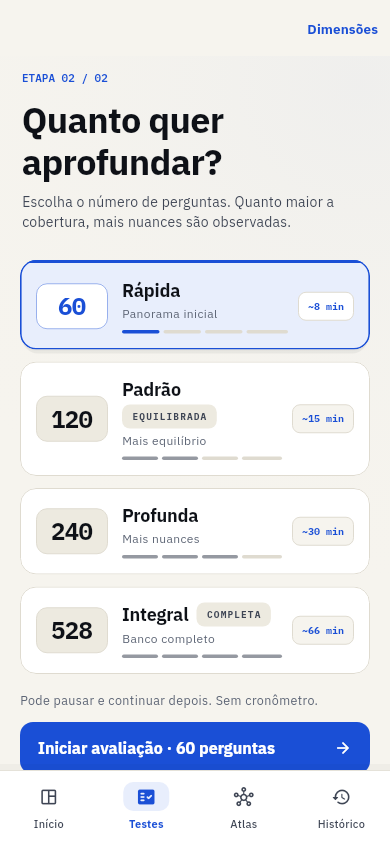 Dimensões
ETAPA 02 / 02
Quanto quer
aprofundar?
Escolha o número de perguntas. Quanto maior a
cobertura, mais nuances são observadas.
60
Rápida
Panorama inicial
~8 min
120
Padrão
EQUILIBRADA
Mais equilíbrio
~15 min
240
Profunda
Mais nuances
~30 min
528
Integral COMPLETA
Banco completo
~66 min
Pode pausar e continuar depois. Sem cronômetro.
Iniciar avaliação · 60 perguntas →
Início Testes Atlas Histórico